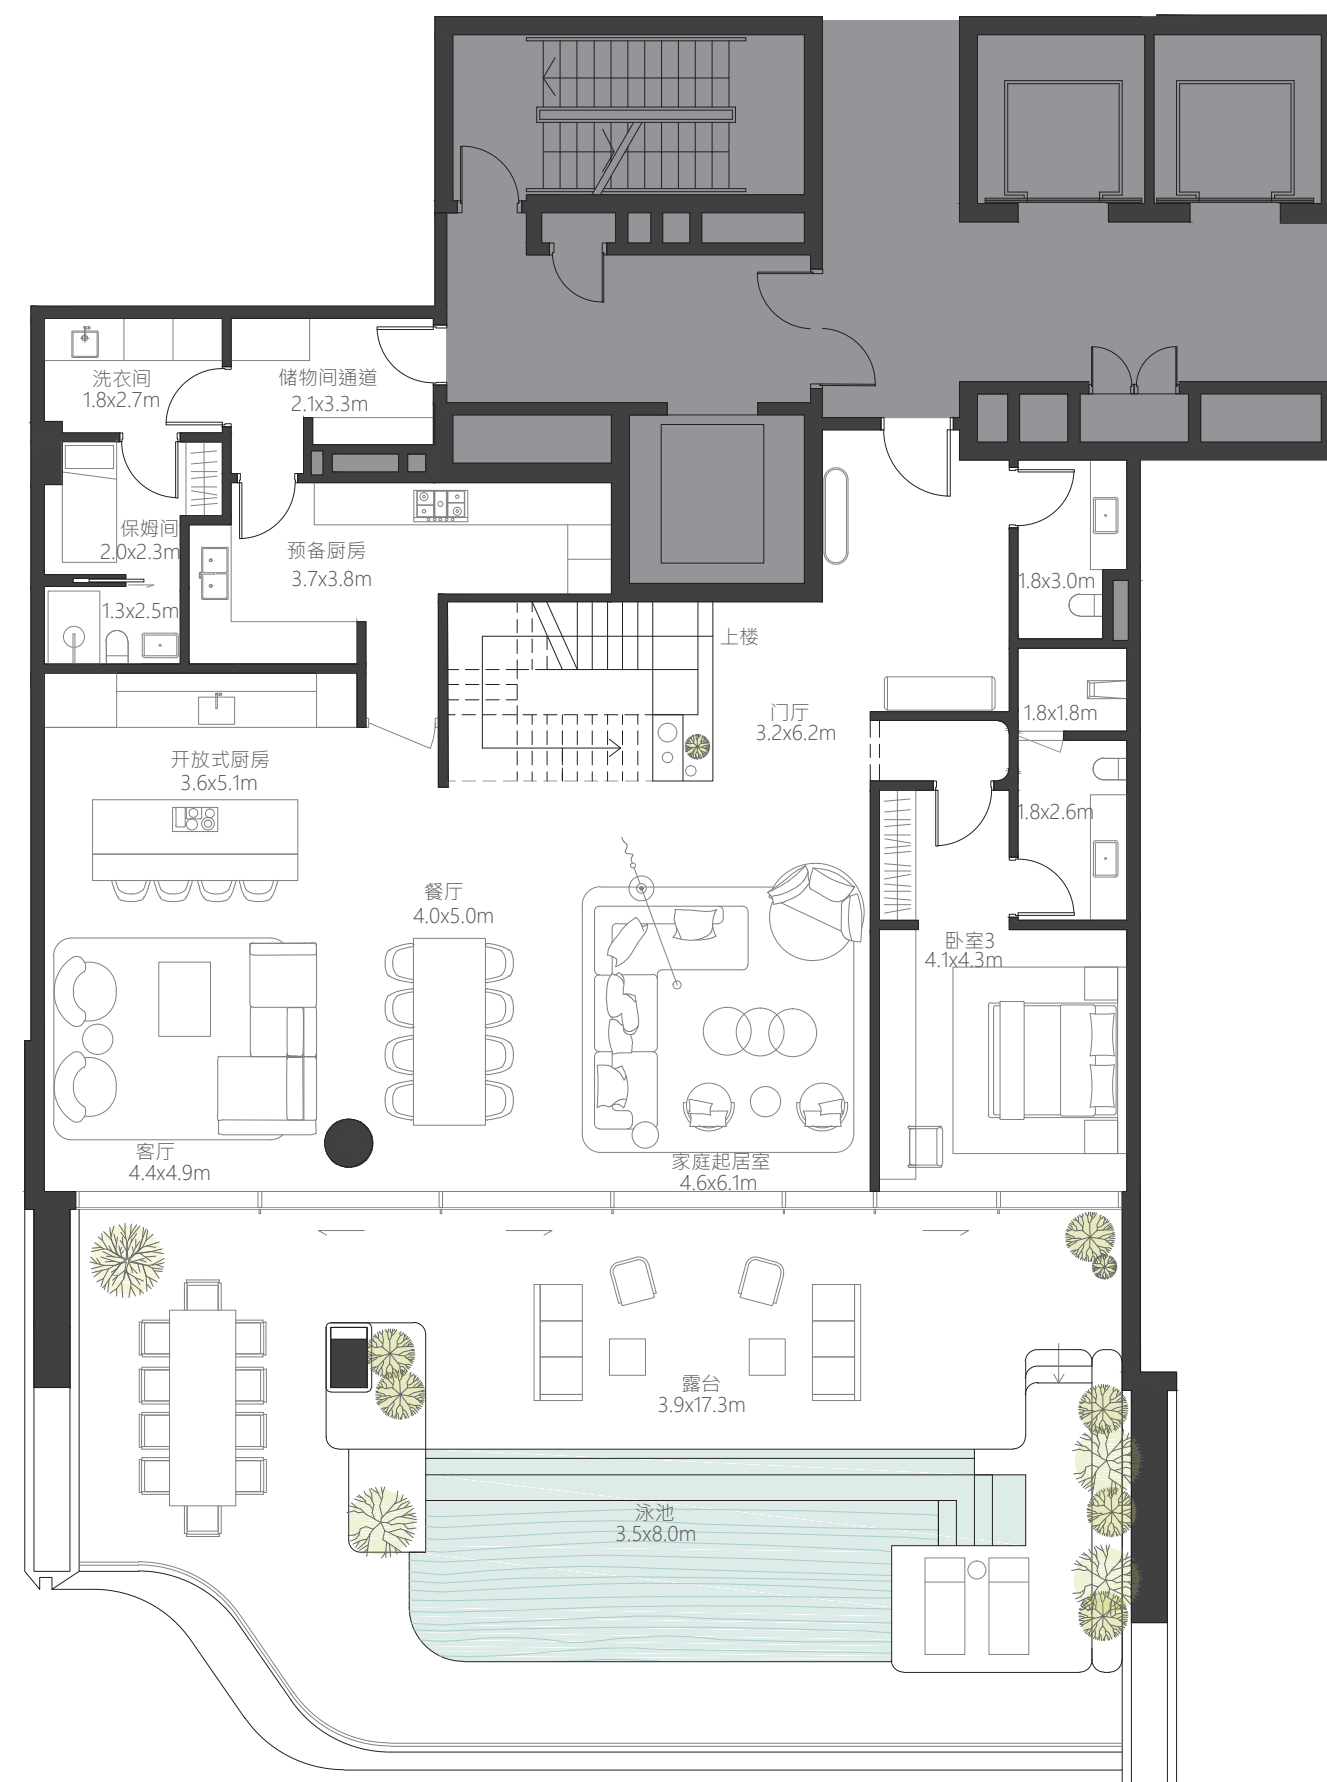 洗衣间
1.8x2.7m
储物间通道
2.1x3.3m
保姆间
2.0x2.3m
预备厨房
3.7x3.8m
1.3x2.5m
1.8x3.0m
上楼
门厅
3.2x6.2m
1.8x1.8m
开放式厨房
3.6x5.1m
1.8x2.6m
餐厅
4.0x5.0m
卧室3
4.1x4.3m
客厅
4.4x4.9m
家庭起居室
4.6x6.1m
露台
3.9x17.3m
泳池
3.5x8.0m